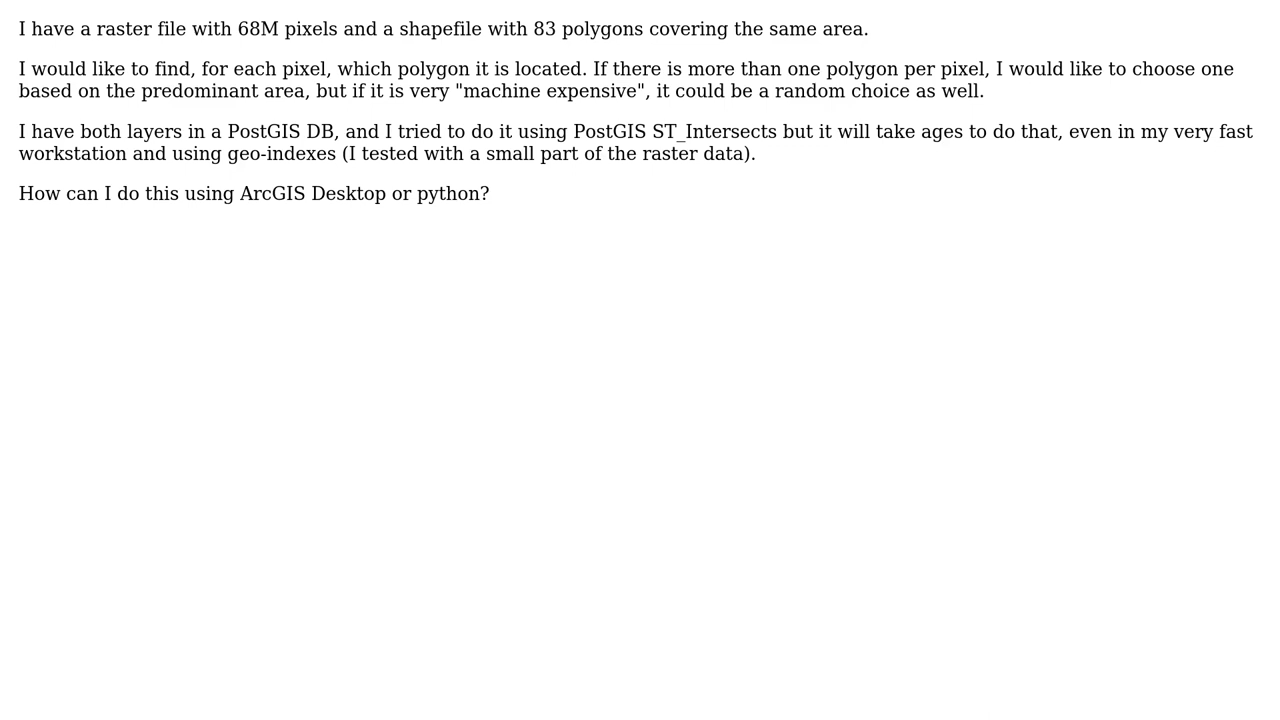 I have a raster file with 68M pixels and a shapefile with 83 polygons covering the same area.
I would like to find, for each pixel, which polygon it is located. If there is more than one polygon per pixel, I would like to choose one
based on the predominant area, but if it is very "machine expensive", it could be a random choice as well.
I have both layers in a PostGIS DB, and I tried to do it using PostGIS ST_Intersects but it will take ages to do that, even in my very fast
workstation and using geo-indexes (I tested with a small part of the raster data).
How can I do this using ArcGIS Desktop or python?